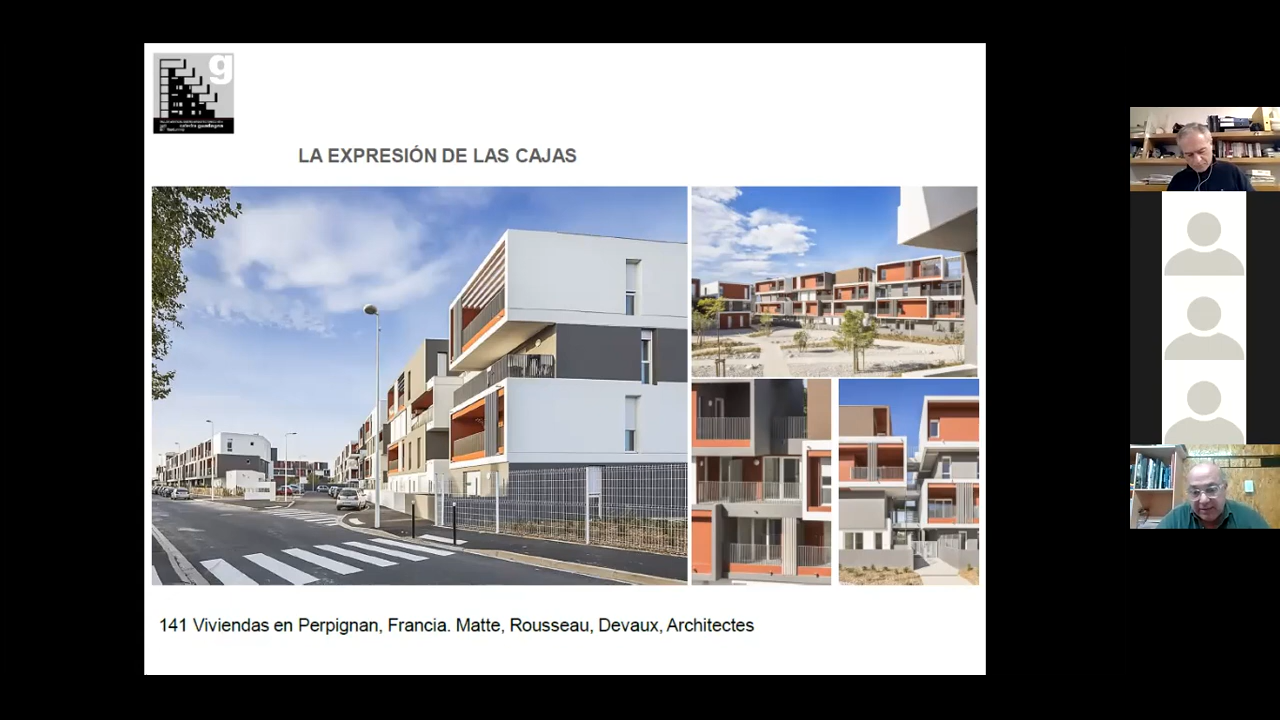 g
LA EXPRESIÓN DE LAS CAJAS
141 Viviendas en Perpignan, Francia. Matte, Rousseau, Devaux, Architectes